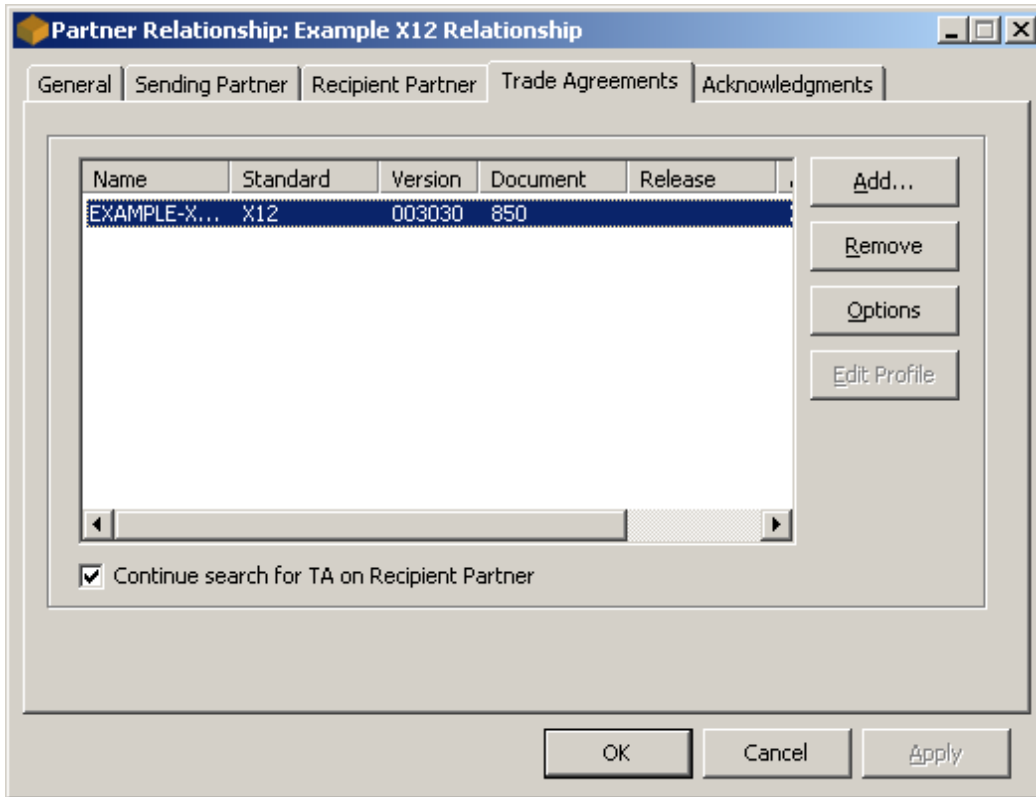 Partner Relationship: Example X12 Relationship
General Sending Partner Recipient Partner Trade Agreements Acknowledgments
Name Standard Version Document Release
EXAMPLE-X... X12 003030 850
Add...
Remove
Options
Edit Profile
Continue search for TA on Recipient Partner
OK Cancel Apply